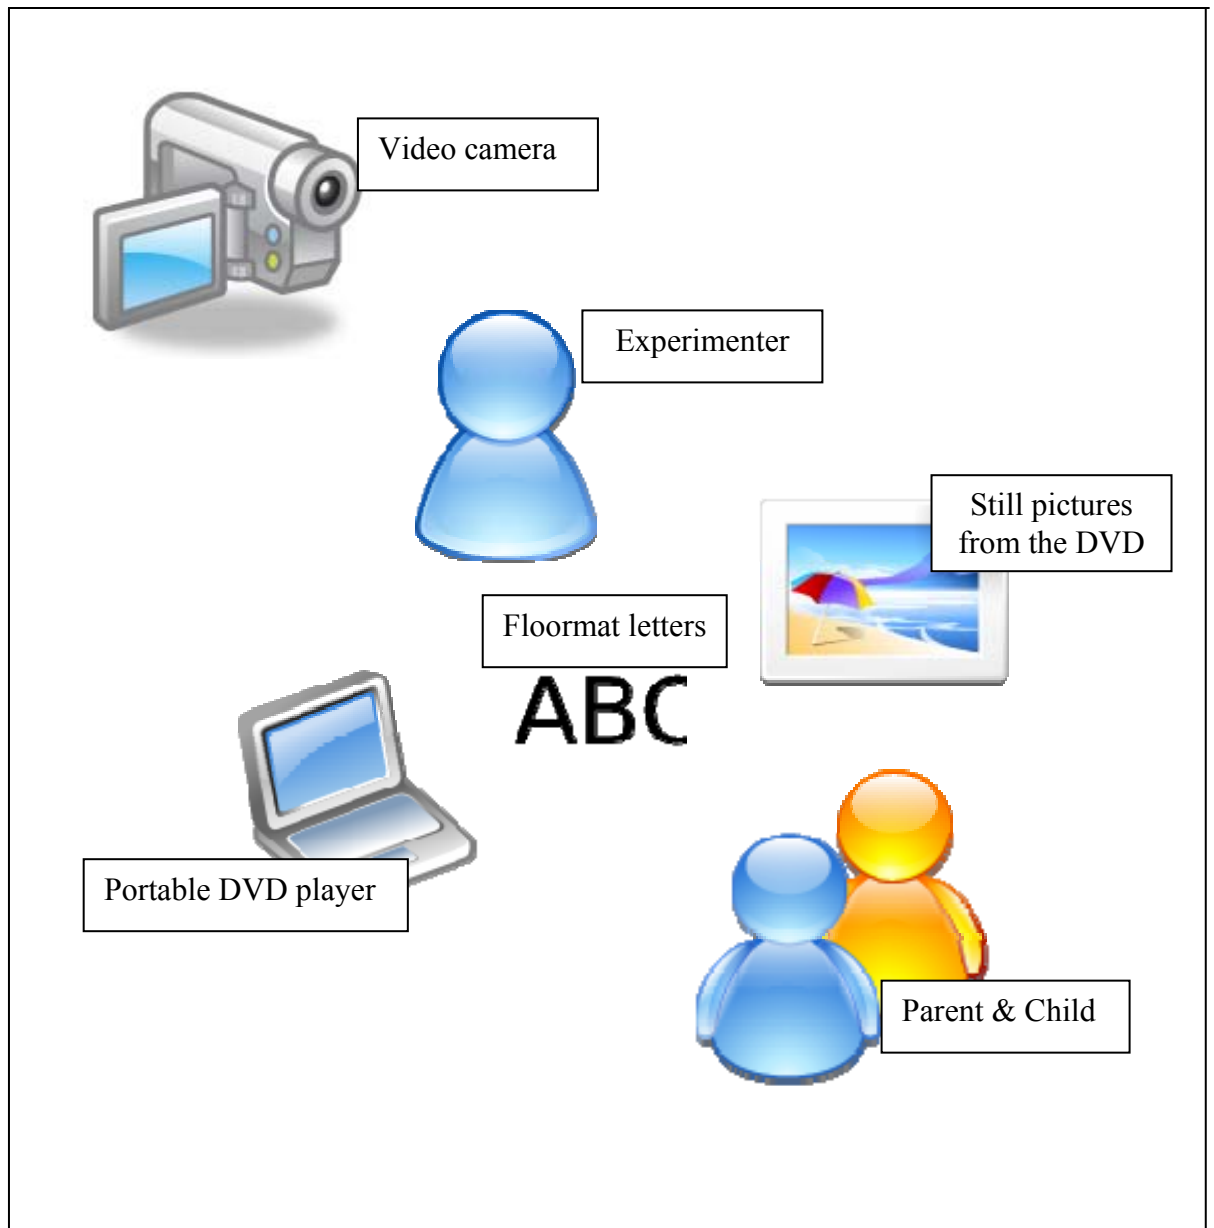 Video camera
Experimenter
Still pictures
from the DVD
Floormat letters
ABC
Portable DVD player
Parent & Child